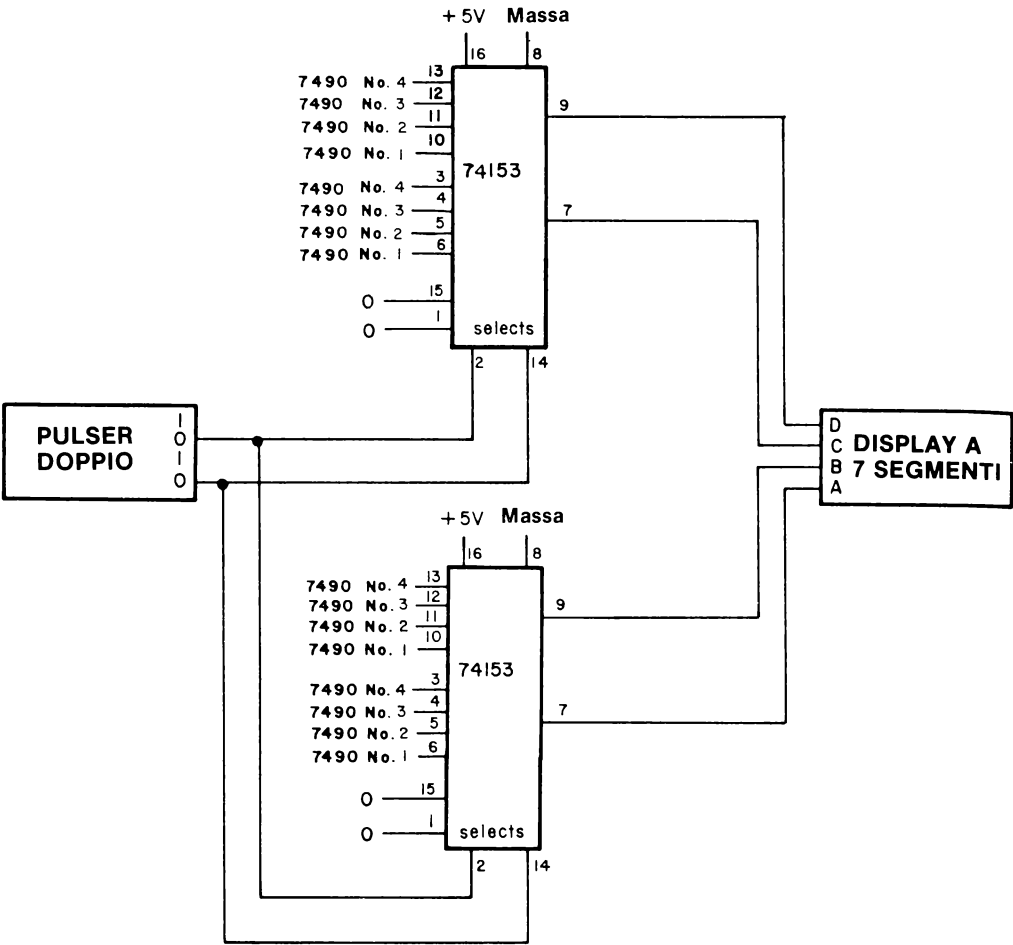 + 5V Massa
16 8
7490 No. 4 13
7490 No. 3 12
7490 No. 2 11
7490 No. 1 10
7490 No. 4 3
7490 No. 3 4
7490 No. 2 5
7490 No. 1 6
0 15
0 1
74153
selects
9
7
2 14
PULSER
DOPPIO
1
0
1
0
D
C
B
A
DISPLAY A
7 SEGMENTI
+ 5V Massa
16 8
7490 No. 4 13
7490 No. 3 12
7490 No. 2 11
7490 No. 1 10
7490 No. 4 3
7490 No. 3 4
7490 No. 2 5
7490 No. 1 6
0 15
0 1
74153
selects
9
7
2 14